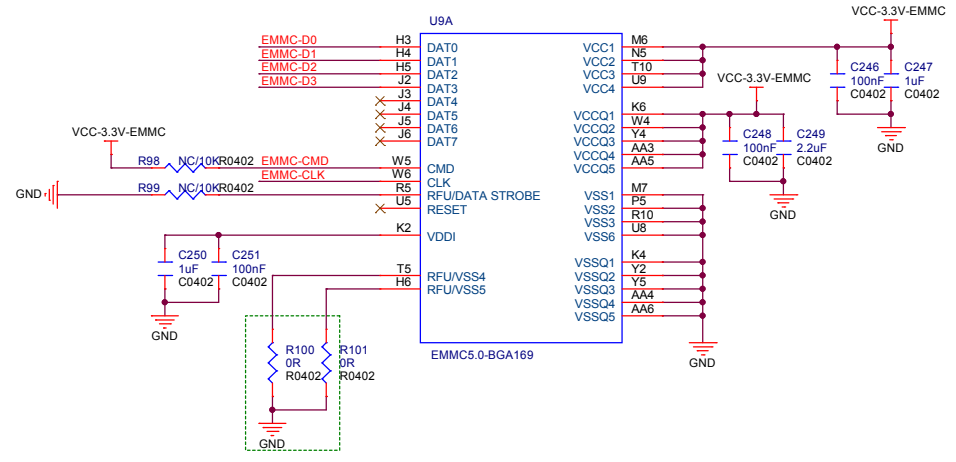 U9A
VCC-3.3V-EMMC
EMMC-D0 H3 DAT0 VCC1 M6
EMMC-D1 H4 DAT1 VCC2 N5
EMMC-D2 H5 DAT2 VCC3 T10
EMMC-D3 J2 DAT3 VCC4 U9
C246 C247
100nF 1uF
C0402 C0402
GND
VCC-3.3V-EMMC
J3 DAT4
J4 DAT5 VCCQ1 K6
J5 DAT6 VCCQ2 W4
J6 DAT7 VCCQ3 Y4
VCCQ4 AA3
VCCQ5 AA5
C248 C249
100nF 2.2uF
C0402 C0402
GND
VCC-3.3V-EMMC
R98 NC/10K R0402 EMMC-CMD W5 CMD
EMMC-CLK W6 CLK
GND R99 NC/10K R0402 R5 RFU/DATA STROBE
U5 RESET
VSS1 M7
VSS2 P5
VSS3 R10
VSS6 U8
K2 VDDI
C250 C251
1uF 100nF
C0402 C0402
GND
VSSQ1 K4
VSSQ2 Y2
VSSQ3 Y5
VSSQ4 AA4
VSSQ5 AA6
GND
T5 RFU/VSS4
H6 RFU/VSS5
R100 R101
0R 0R
R0402 R0402
GND
EMMC5.0-BGA169